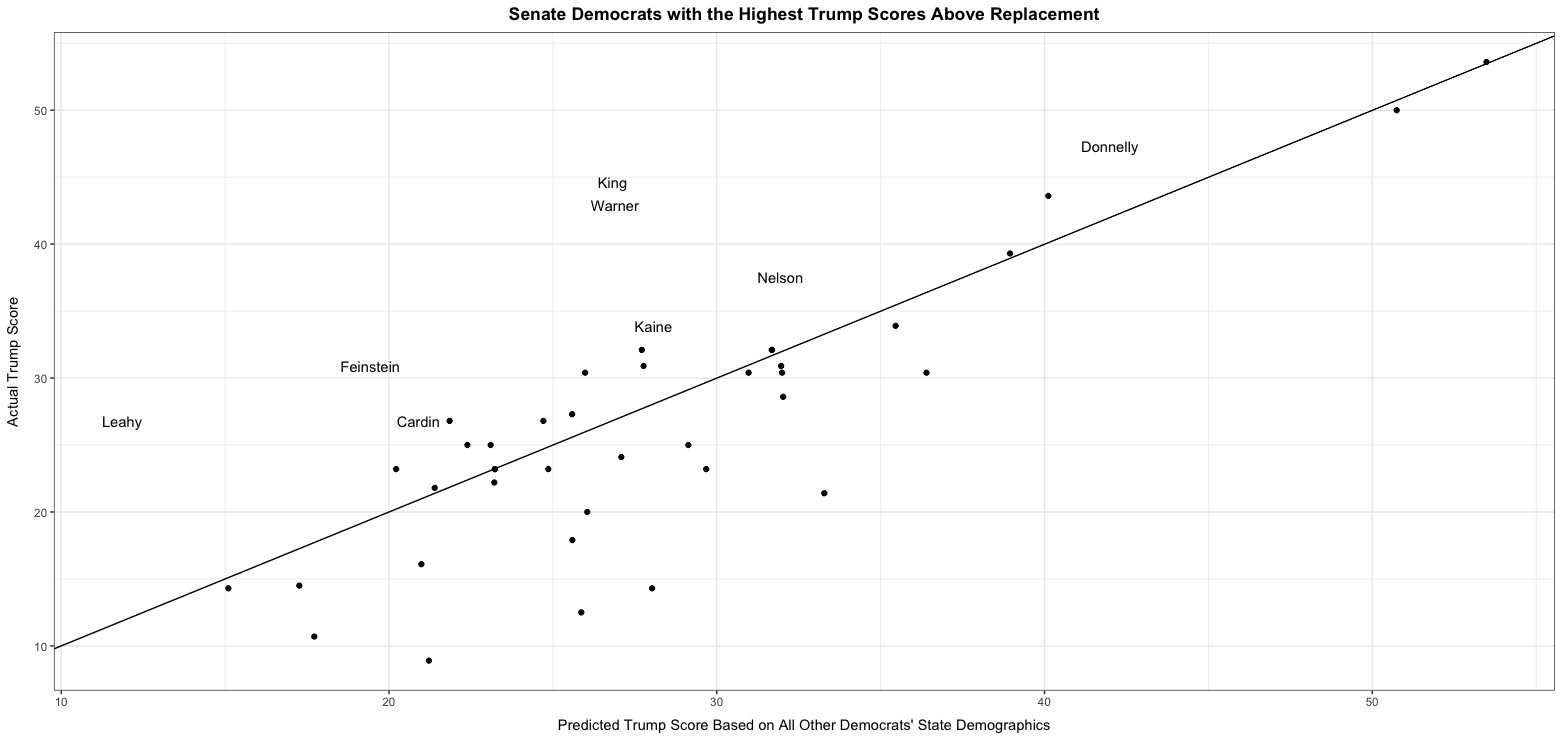 Senate Democrats with the Highest Trump Scores Above Replacement
50
Donnelly
King
Warner
40
Nelson
Kaine
Feinstein
30
Leahy
Cardin
20
10
Actual Trump Score
10 20 30 40 50
Predicted Trump Score Based on All Other Democrats' State Demographics